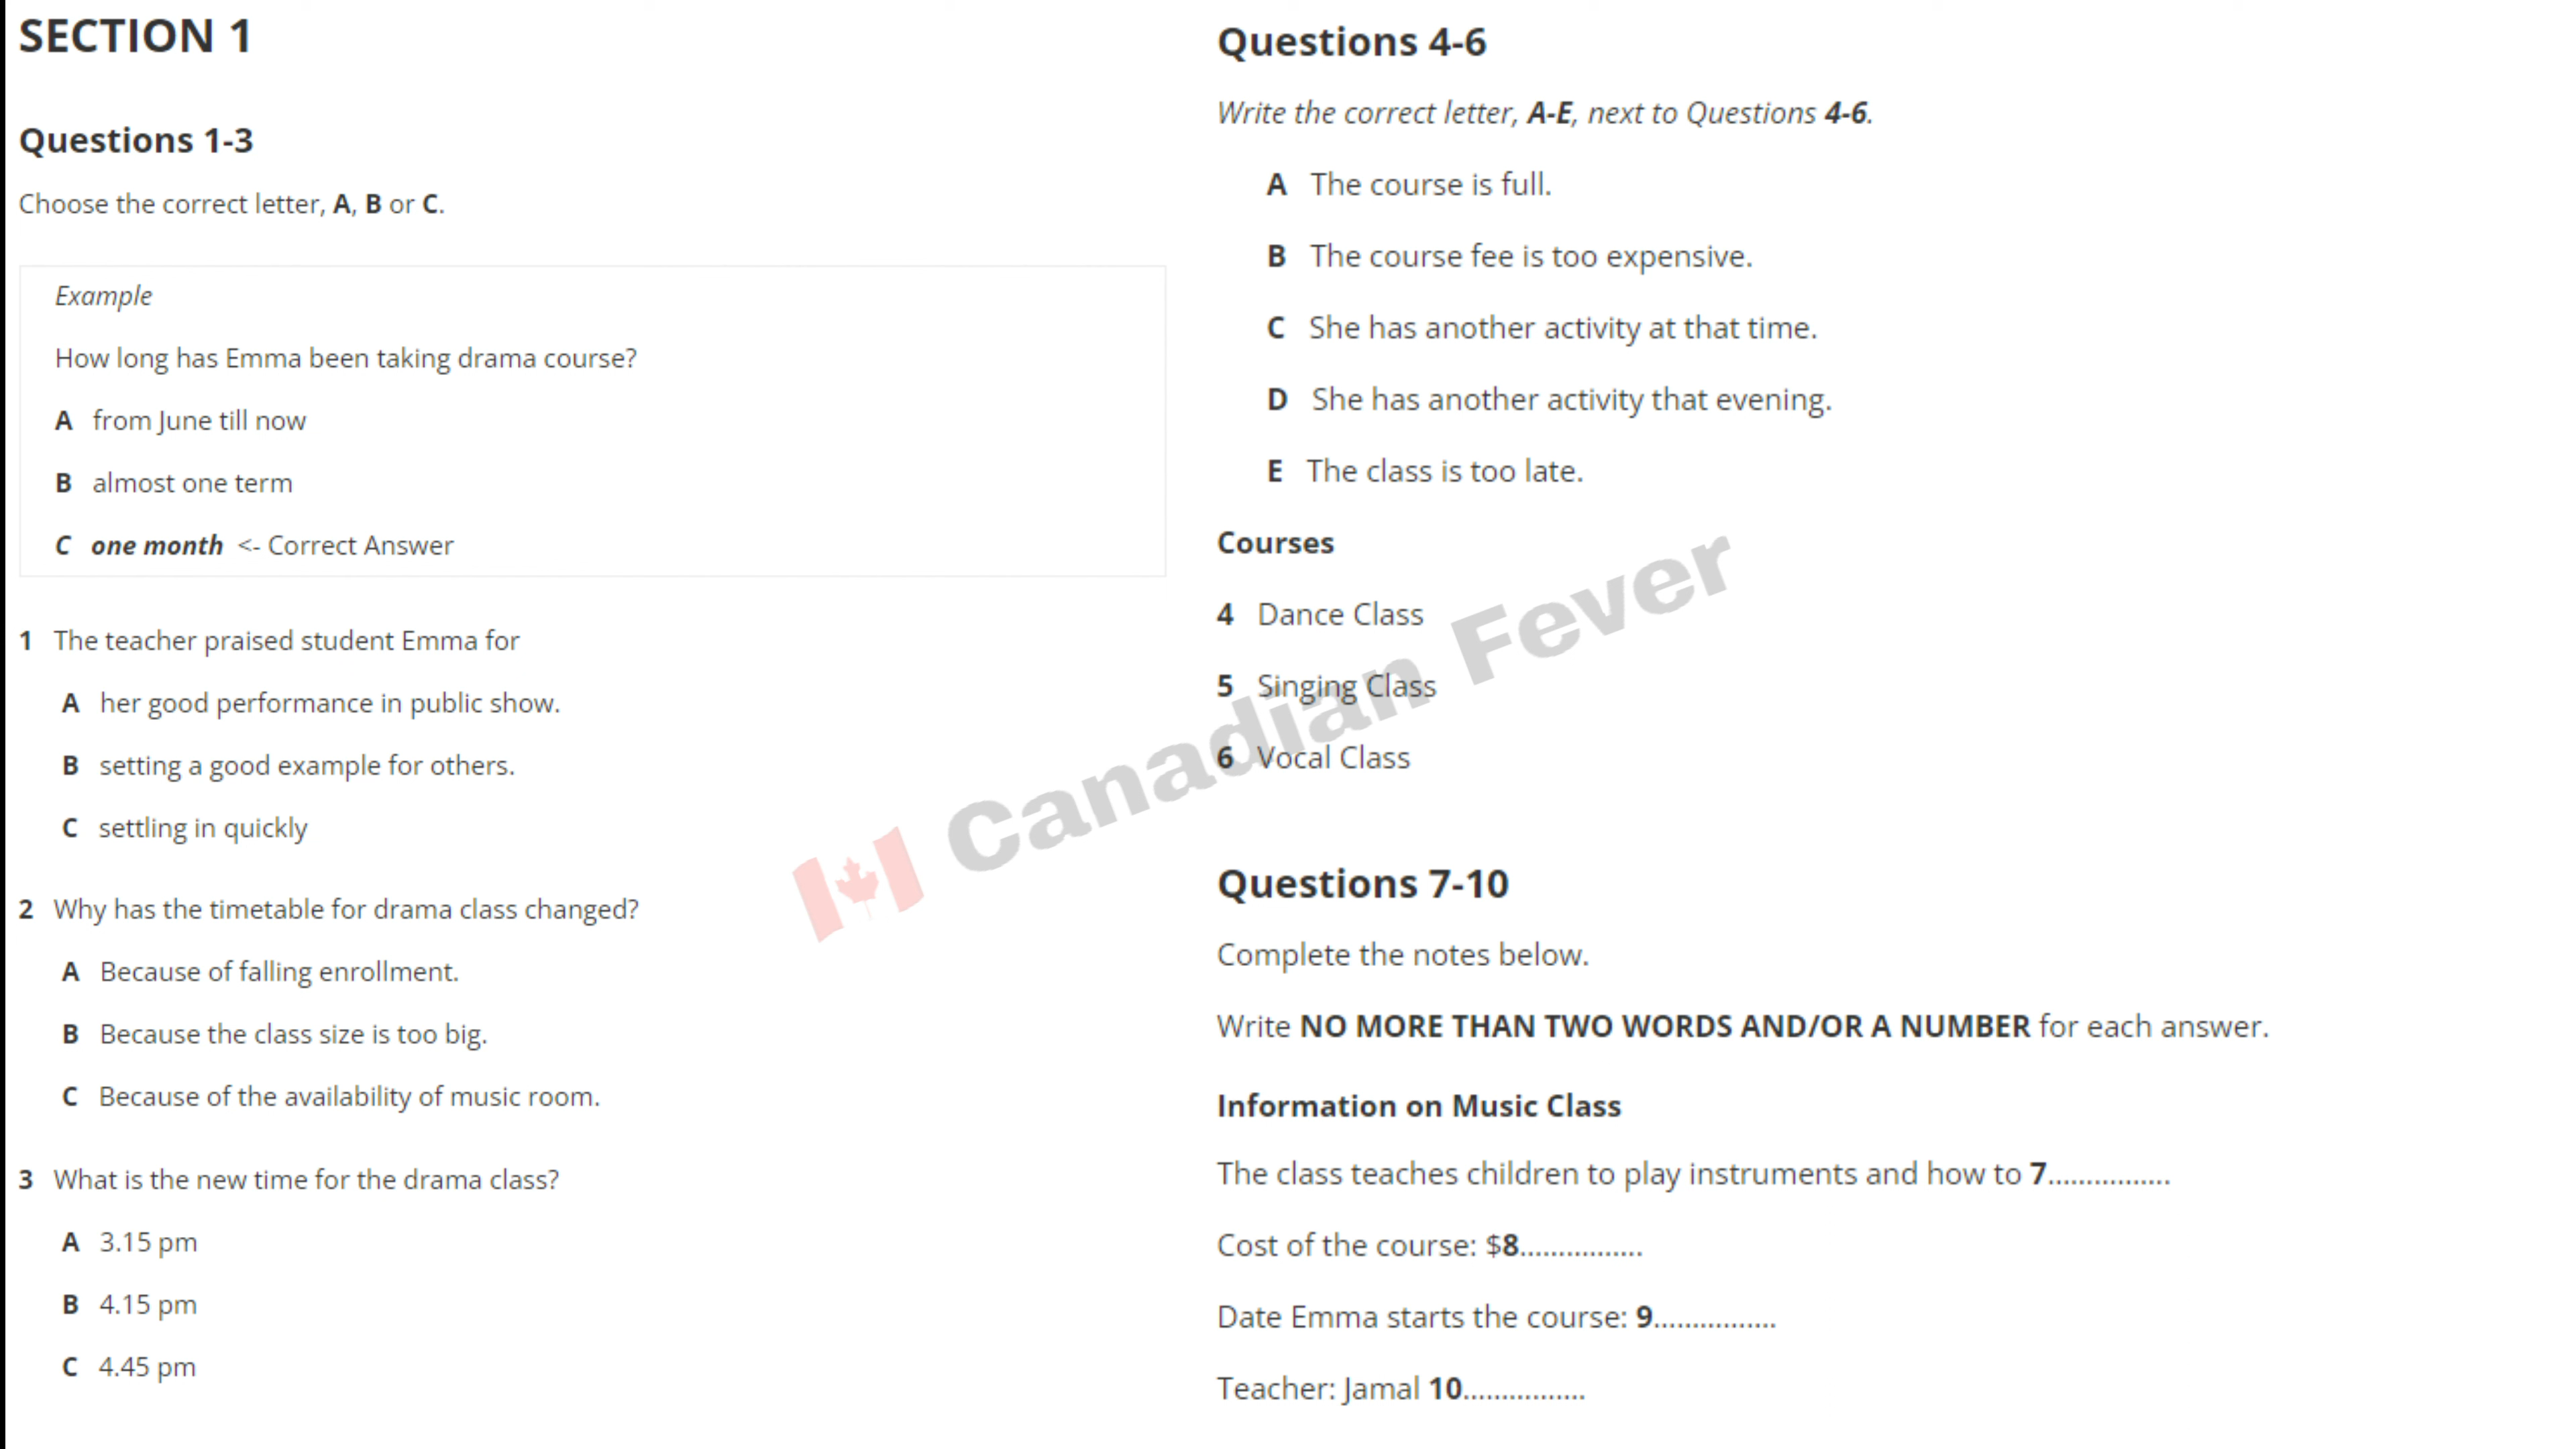 SECTION 1
Questions 1-3
Choose the correct letter, A, B or C.
Example
How long has Emma been taking drama course?
A from June till now
B almost one term
C one month <- Correct Answer
1 The teacher praised student Emma for
A her good performance in public show.
B setting a good example for others.
C settling in quickly
2 Why has the timetable for drama class changed?
A Because of falling enrollment.
B Because the class size is too big.
C Because of the availability of music room.
3 What is the new time for the drama class?
A 3.15 pm
B 4.15 pm
C 4.45 pm
Questions 4-6
Write the correct letter, A-E, next to Questions 4-6.
A The course is full.
B The course fee is too expensive.
C She has another activity at that time.
D She has another activity that evening.
E The class is too late.
Courses
4 Dance Class
5 Singing Class
6 Vocal Class
Questions 7-10
Complete the notes below.
Write NO MORE THAN TWO WORDS AND/OR A NUMBER for each answer.
Information on Music Class
The class teaches children to play instruments and how to 7................
Cost of the course: $8................
Date Emma starts the course: 9................
Teacher: Jamal 10................
Canadian Fever